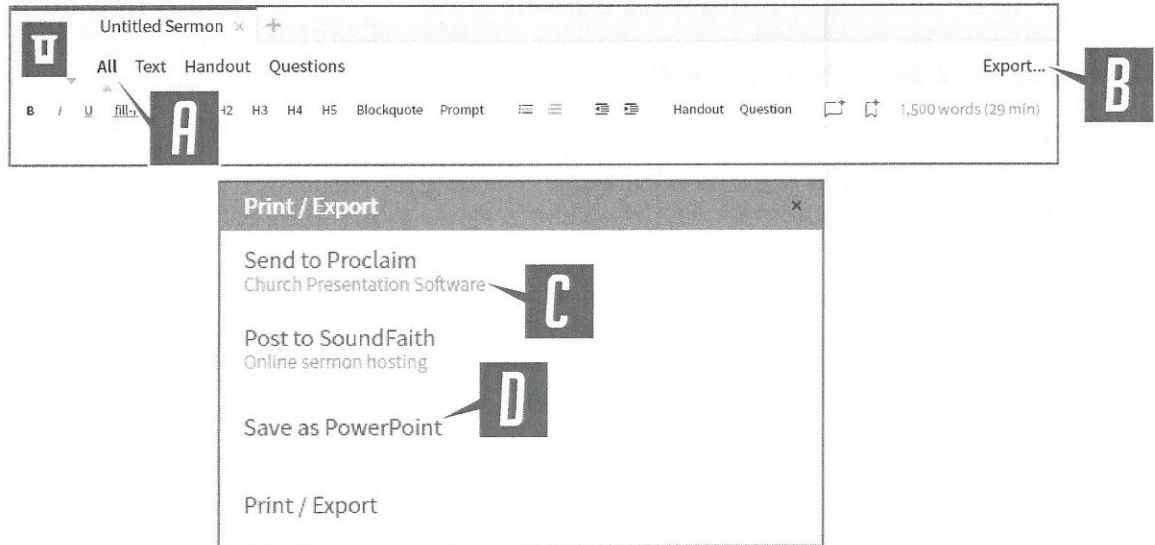 Untitled Sermon × +
All Text Handout Questions Export...
B
B I U H2 H3 H4 H5 Blockquote Prompt Handout Question 1,500 words (29 min)
A
Print / Export ×
Send to Proclaim
Church Presentation Software
C
Post to SoundFaith
Online sermon hosting
D
Save as PowerPoint
Print / Export